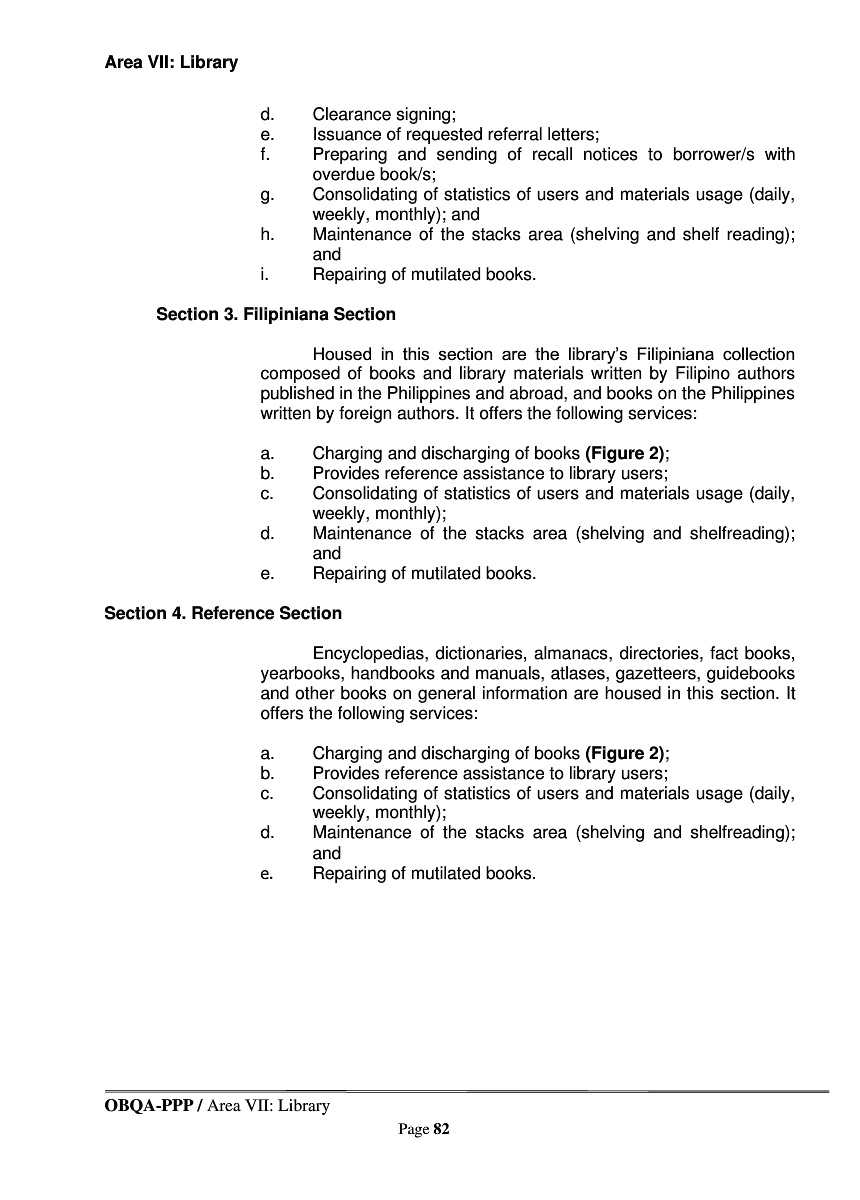 Area VII: Library
d. Clearance signing;
e. Issuance of requested referral letters;
f. Preparing and sending of recall notices to borrower/s with
overdue book/s;
g. Consolidating of statistics of users and materials usage (daily,
weekly, monthly); and
h. Maintenance of the stacks area (shelving and shelf reading);
and
i. Repairing of mutilated books.
Section 3. Filipiniana Section
Housed in this section are the library’s Filipiniana collection
composed of books and library materials written by Filipino authors
published in the Philippines and abroad, and books on the Philippines
written by foreign authors. It offers the following services:
a. Charging and discharging of books (Figure 2);
b. Provides reference assistance to library users;
c. Consolidating of statistics of users and materials usage (daily,
weekly, monthly);
d. Maintenance of the stacks area (shelving and shelfreading);
and
e. Repairing of mutilated books.
Section 4. Reference Section
Encyclopedias, dictionaries, almanacs, directories, fact books,
yearbooks, handbooks and manuals, atlases, gazetteers, guidebooks
and other books on general information are housed in this section. It
offers the following services:
a. Charging and discharging of books (Figure 2);
b. Provides reference assistance to library users;
c. Consolidating of statistics of users and materials usage (daily,
weekly, monthly);
d. Maintenance of the stacks area (shelving and shelfreading);
and
e. Repairing of mutilated books.
OBQA-PPP / Area VII: Library
Page 82